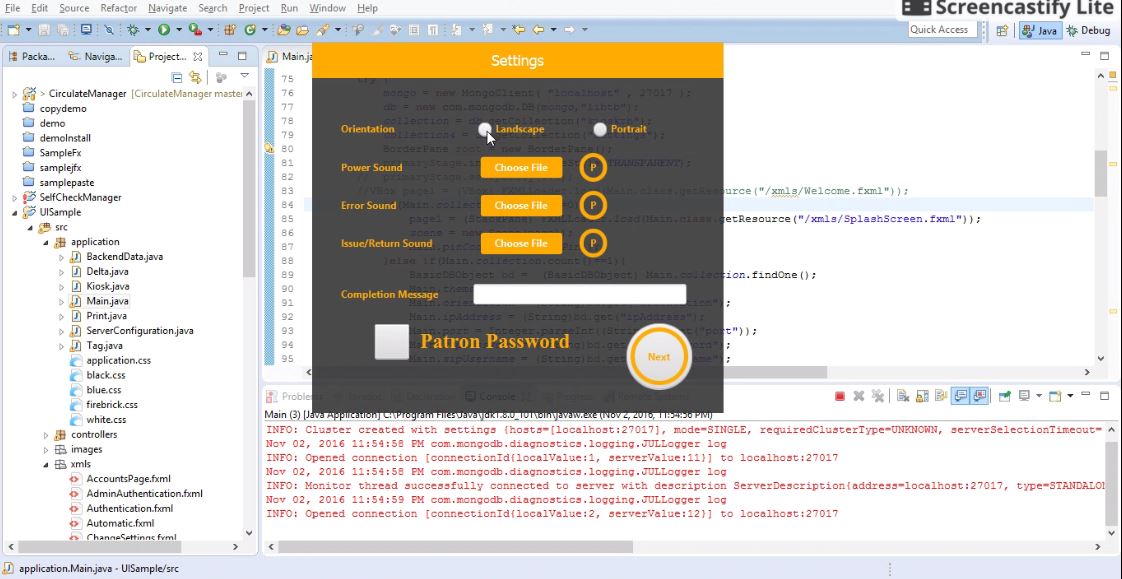 Screencastify Lite
File Edit Source Refactor Navigate Search Project Run Window Help
Quick Access
Java
Debug
Packa...
Naviga...
Project...
Main.j
> CirculateManager [CirculateManager maste
copydemo
demo
demoInstall
SampleFx
samplejfx
samplepaste
SelfCheckManager
UISample
src
application
BackendData.java
Delta.java
Kiosk.java
Main.java
Print.java
ServerConfiguration.java
Tag.java
application.css
black.css
blue.css
firebrick.css
white.css
controllers
images
xmls
AccountsPage.fxml
AdminAuthentication.fxml
Authentication.fxml
Automatic.fxml
ChangeSettings.fxml
Settings
Orientation
Landscape
Portrait
Power Sound
Choose File
P
Error Sound
Choose File
P
Issue/Return Sound
Choose File
P
Completion Message
Patron Password
Next
75
76 mongo = new MongoClient( "localhost" , 27017 );
77 db = new com.mongodb.DB(mongo,"libtb");
78
79
80 BorderPane root = new BorderPane();
81
82
83 //VBox page1 = (VBox) FXMLLoader.load(Main.class.getResource("/xmls/Welcome.fxml"));
84
85 page1 = (StackPane) FXMLLoader.load(Main.class.getResource("/xmls/SplashScreen.fxml"));
86
87
88 }else if(Main.collection.count()==1){
89 BasicDBObject bd = (BasicDBObject) Main.collection.findOne();
90
91
92 Main.ipAddress = (String)bd.get("ipAddress");
93 Main.port = Integer.parseInt((String)bd.get("port"));
94
95
Console
Main (3) [Java Application] C:\Program Files\Java\jdk1.8.0_101\bin\javaw.exe (Nov 2, 2016, 11:54:56 PM)
INFO: Cluster created with settings {hosts=[localhost:27017], mode=SINGLE, requiredClusterType=UNKNOWN, serverSelectionTimeout=
Nov 02, 2016 11:54:58 PM com.mongodb.diagnostics.logging.JULLogger log
INFO: Opened connection [connectionId{localValue:1, serverValue:11}] to localhost:27017
Nov 02, 2016 11:54:58 PM com.mongodb.diagnostics.logging.JULLogger log
INFO: Monitor thread successfully connected to server with description ServerDescription{address=localhost:27017, type=STANDALO
Nov 02, 2016 11:54:59 PM com.mongodb.diagnostics.logging.JULLogger log
INFO: Opened connection [connectionId{localValue:2, serverValue:12}] to localhost:27017
application.Main.java - UISample/src